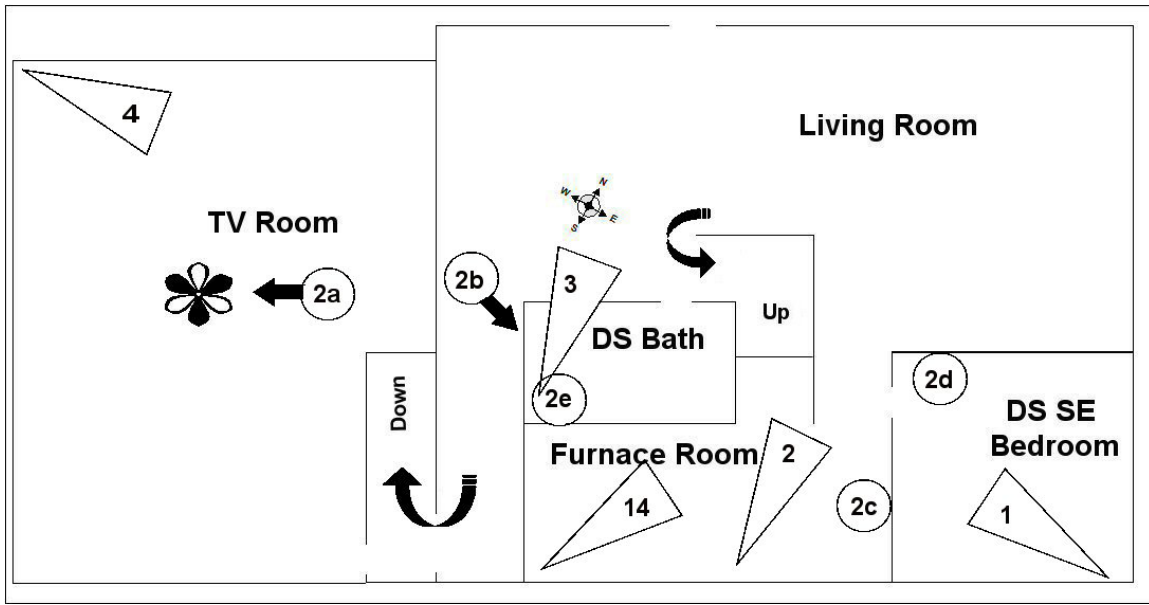 4
Living Room
W
N
S
E
TV Room
2a
2b
3
Up
DS Bath
2d
2e
Down
DS SE
Bedroom
Furnace Room
2
14
2c
1